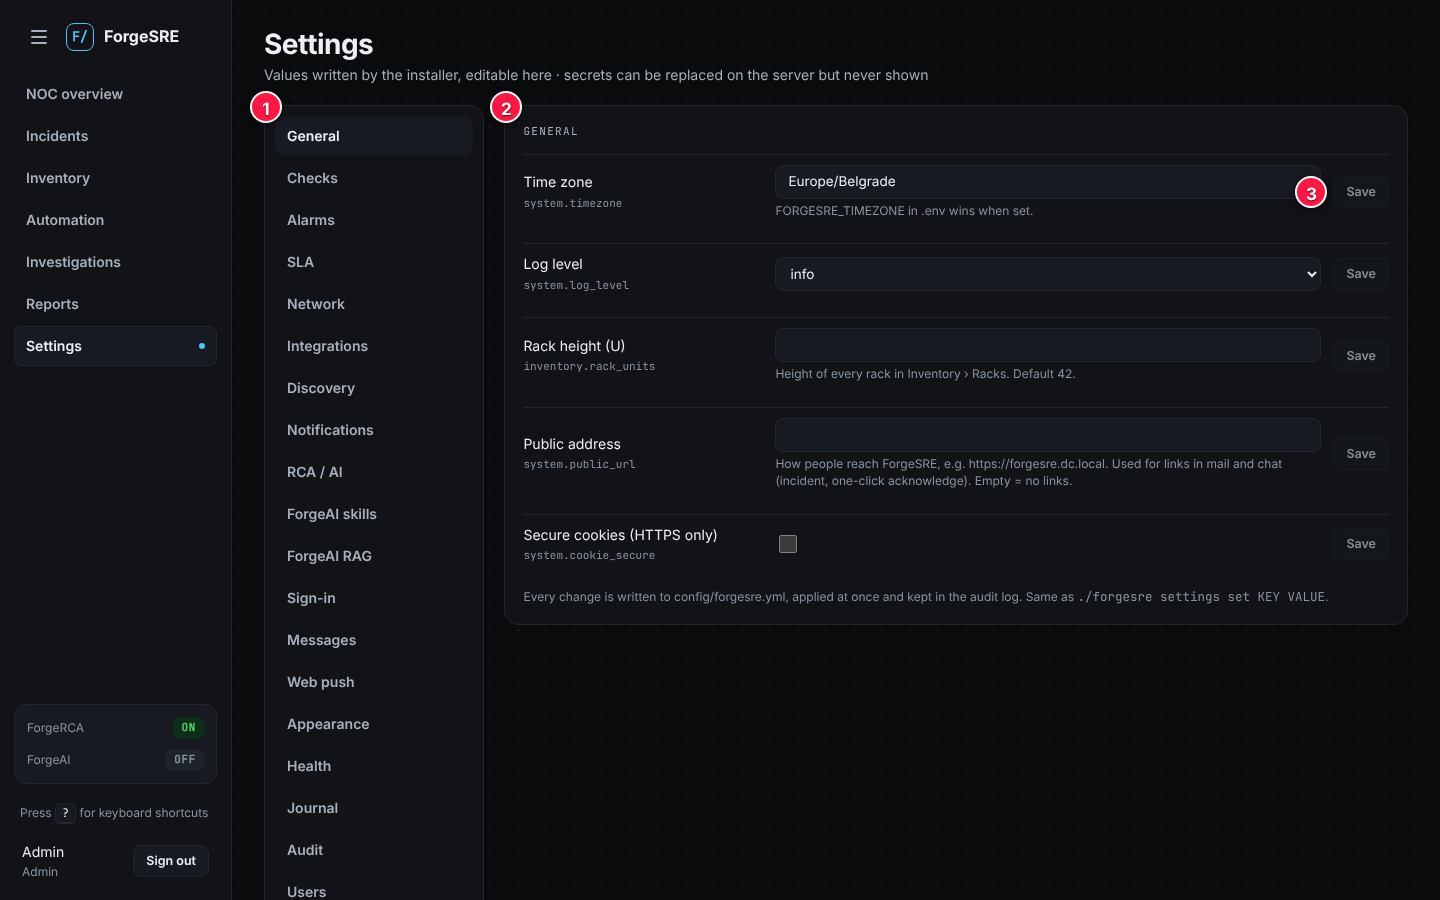 F/ ForgeSRE
NOC overview
Incidents
Inventory
Automation
Investigations
Reports
Settings
ForgeRCA ON
ForgeAI OFF
Press ? for keyboard shortcuts
Admin
Admin
Sign out
Settings
Values written by the installer, editable here · secrets can be replaced on the server but never shown
1
General
Checks
Alarms
SLA
Network
Integrations
Discovery
Notifications
RCA / AI
ForgeAI skills
ForgeAI RAG
Sign-in
Messages
Web push
Appearance
Health
Journal
Audit
Users
2
GENERAL
Time zone
system.timezone
Europe/Belgrade
3
Save
FORGESRE_TIMEZONE in .env wins when set.
Log level
system.log_level
info
Save
Rack height (U)
inventory.rack_units
Save
Height of every rack in Inventory › Racks. Default 42.
Public address
system.public_url
Save
How people reach ForgeSRE, e.g. https://forgesre.dc.local. Used for links in mail and chat
(incident, one-click acknowledge). Empty = no links.
Secure cookies (HTTPS only)
system.cookie_secure
Save
Every change is written to config/forgesre.yml, applied at once and kept in the audit log. Same as ./forgesre settings set KEY VALUE.